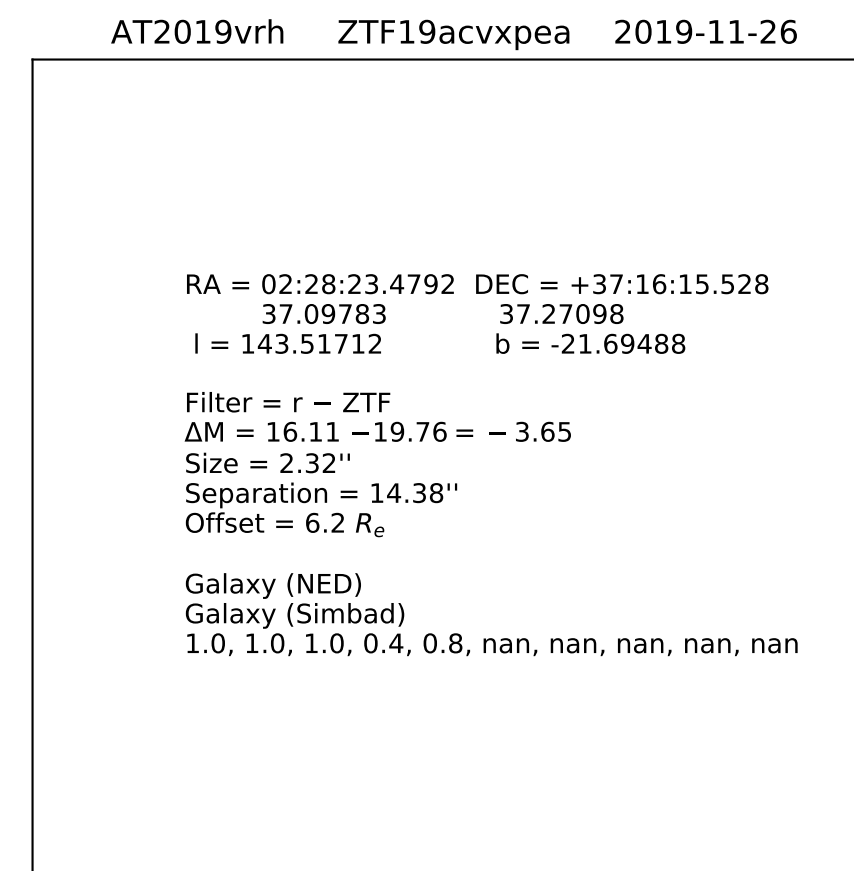 AT2019vrh ZTF19acvxpea 2019-11-26
RA = 02:28:23.4792 DEC = +37:16:15.528
37.09783 37.27098
l = 143.51712 b = -21.69488
Filter = r − ZTF
ΔM = 16.11 −19.76 = − 3.65
Size = 2.32''
Separation = 14.38''
Offset = 6.2 Re
Galaxy (NED)
Galaxy (Simbad)
1.0, 1.0, 1.0, 0.4, 0.8, nan, nan, nan, nan, nan